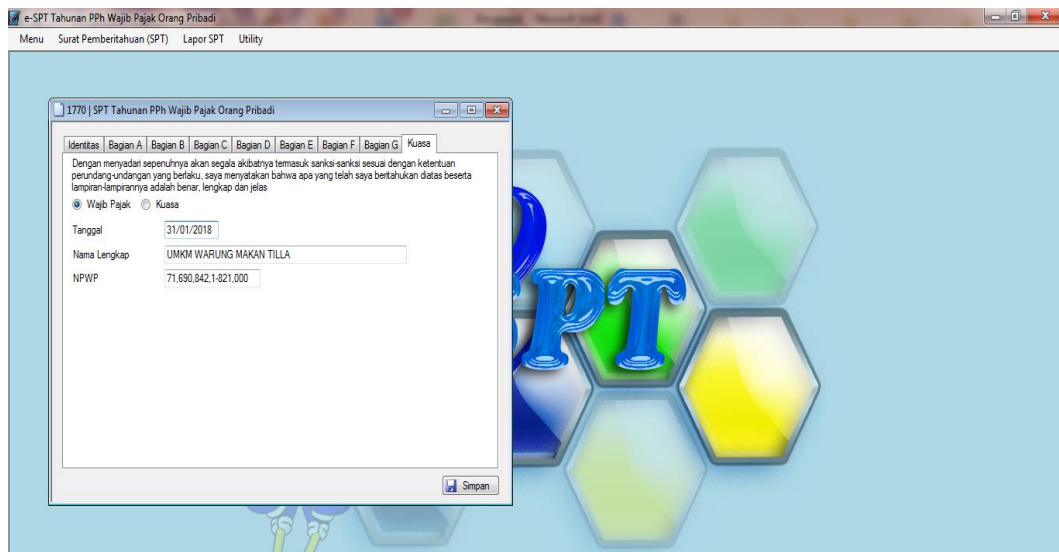 e-SPT Tahunan PPh Wajib Pajak Orang Pribadi
Menu Surat Pemberitahuan (SPT) Lapor SPT Utility
1770 | SPT Tahunan PPh Wajib Pajak Orang Pribadi
Identitas Bagian A Bagian B Bagian C Bagian D Bagian E Bagian F Bagian G Kuasa
Dengan menyadari sepenuhnya akan segala akibatnya termasuk sanksi-sanksi sesuai dengan ketentuan
perundang-undangan yang berlaku, saya menyatakan bahwa apa yang telah saya beritahukan diatas beserta
lampiran-lampirannya adalah benar, lengkap dan jelas
Wajib Pajak Kuasa
Tanggal 31/01/2018
Nama Lengkap UMKM WARUNG MAKAN TILLA
NPWP 71,690,842,1-821,000
Simpan
PT